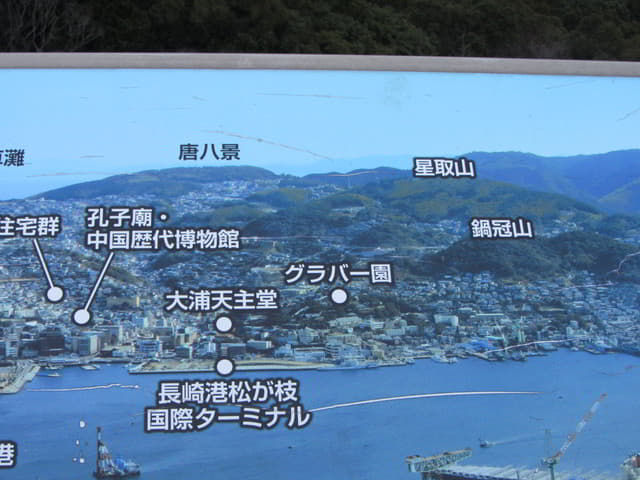 唐八景
灘
星取山
住宅群
孔子廟・
中国歴代博物館
鍋冠山
グラバー園
大浦天主堂
長崎港松が枝
国際ターミナル
港